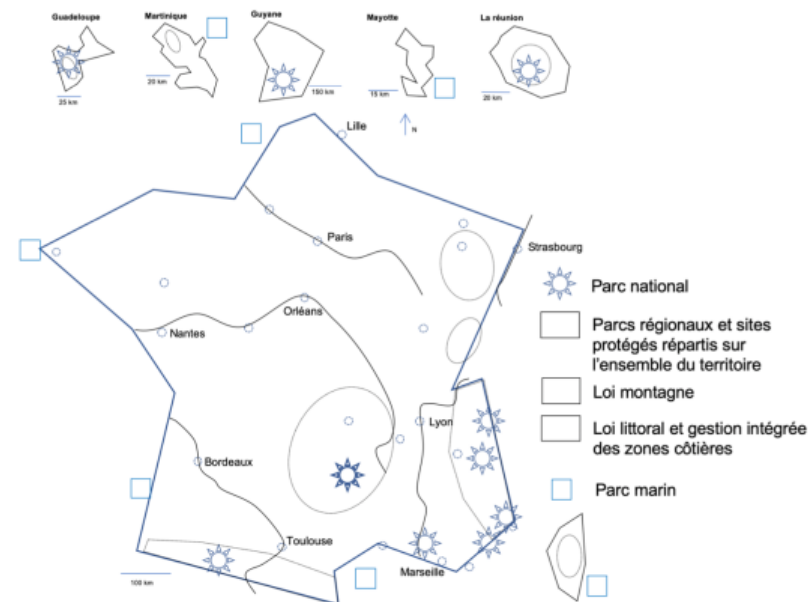 Guadeloupe
Martinique
Guyane
Mayotte
La réunion
25 km
20 km
150 km
15 km
20 km
N
Lille
Paris
Strasbourg
Orléans
Nantes
Lyon
Bordeaux
Toulouse
Marseille
100 km
Parc national
Parcs régionaux et sites
protégés répartis sur
l'ensemble du territoire
Loi montagne
Loi littoral et gestion intégrée
des zones côtières
Parc marin